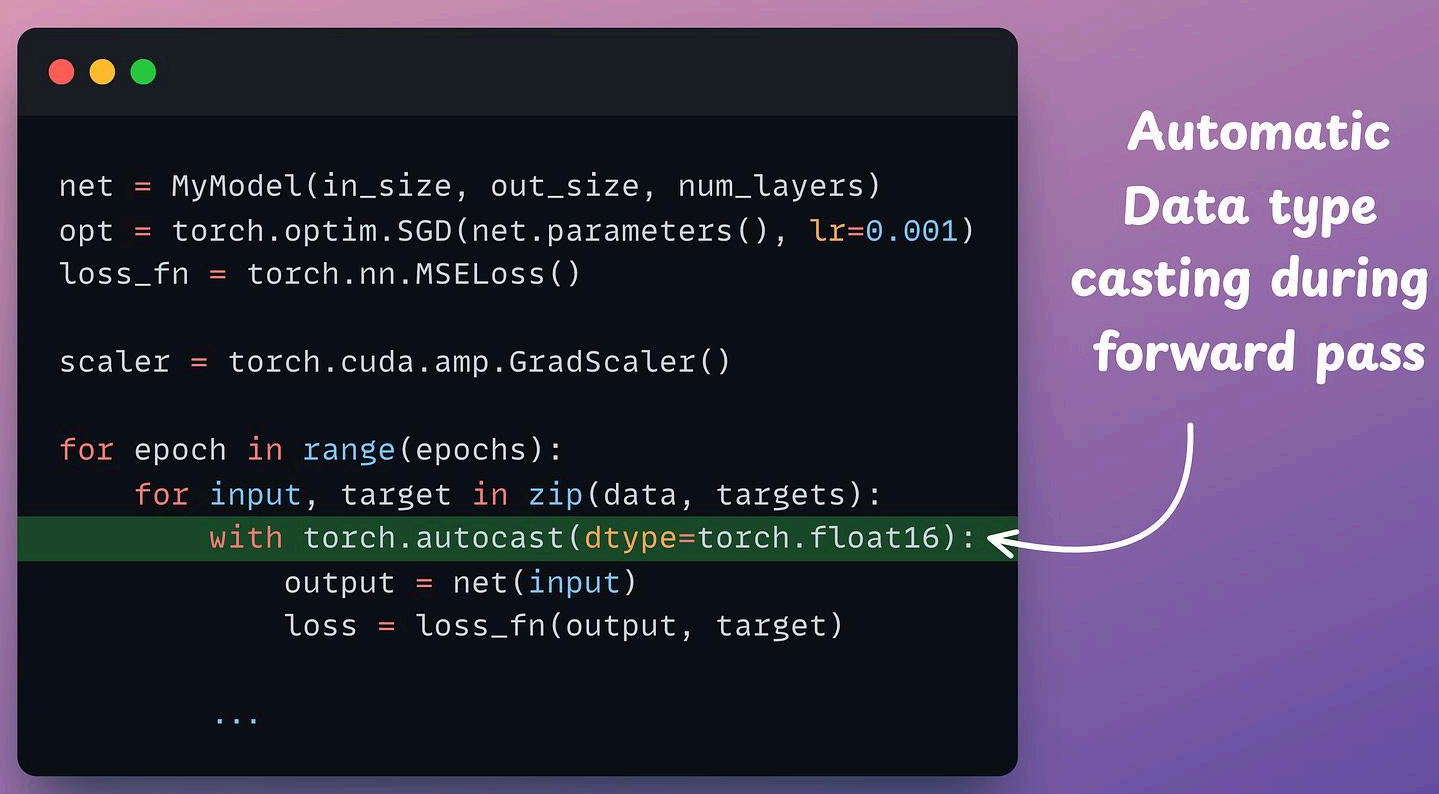 net = MyModel(in_size, out_size, num_layers)
opt = torch.optim.SGD(net.parameters(), lr=0.001)
loss_fn = torch.nn.MSELoss()
scaler = torch.cuda.amp.GradScaler()
for epoch in range(epochs):
    for input, target in zip(data, targets):
        with torch.autocast(dtype=torch.float16):
            output = net(input)
            loss = loss_fn(output, target)
        ...
Automatic
Data type
casting during
forward pass